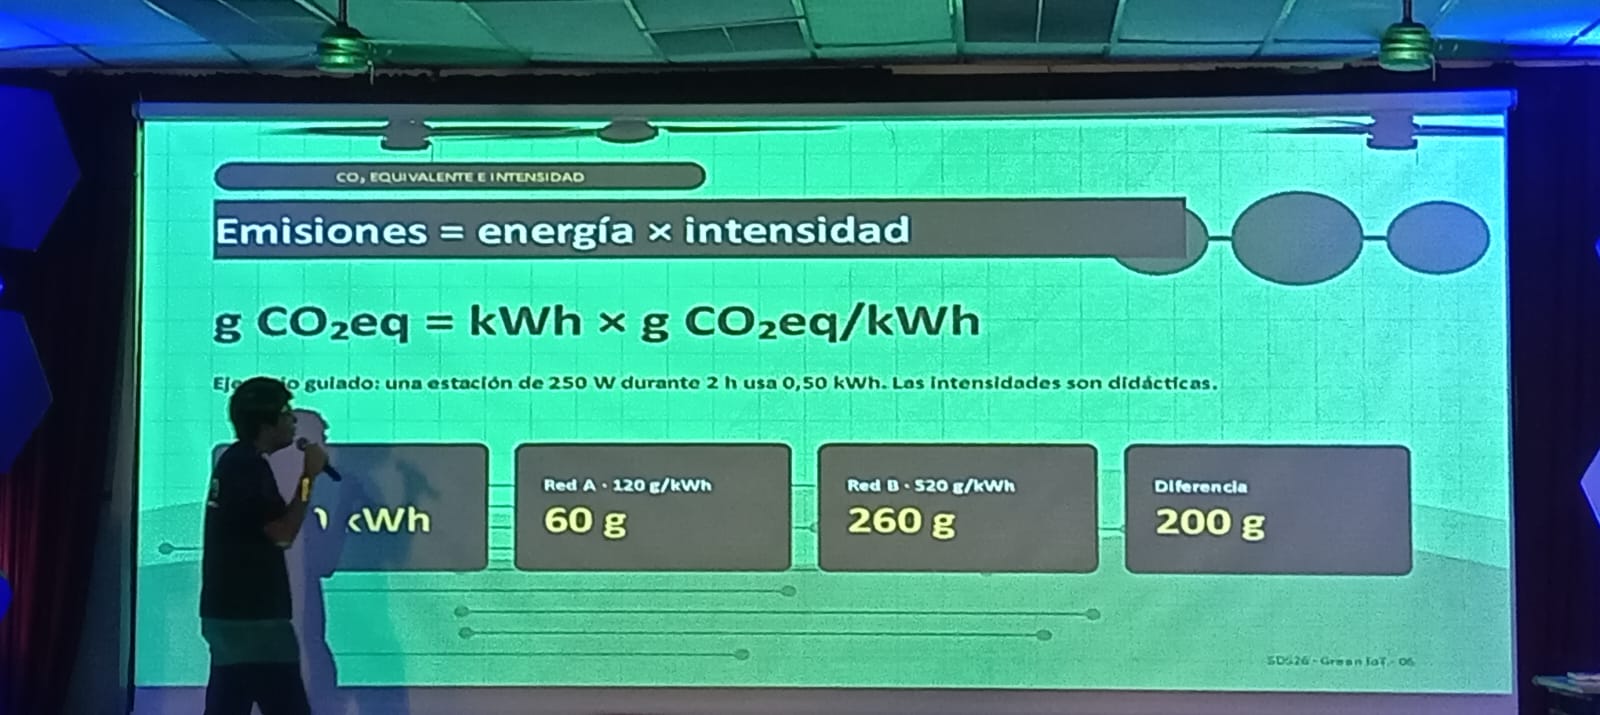 CO₂ EQUIVALENTE E INTENSIDAD
Emisiones = energía × intensidad
g CO₂eq = kWh × g CO₂eq/kWh
guiado: una estación de 250 W durante 2 h usa 0,50 kWh. Las intensidades son didácticas.
kWh
Red A · 120 g/kWh
60 g
Red B · 520 g/kWh
260 g
Diferencia
200 g
SDS26 · Green IoT · 06